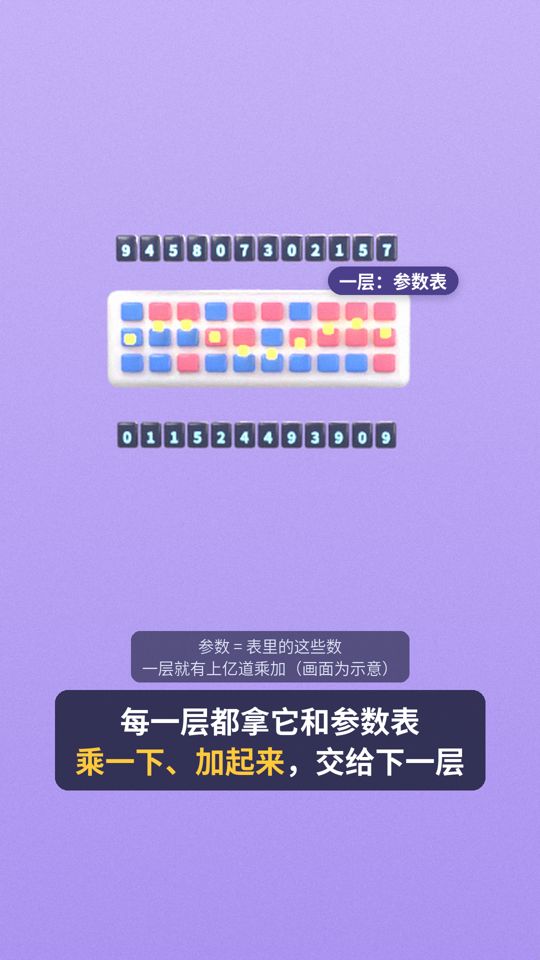 9 4 5 8 0 7 3 0 2 1 5 7
一层：参数表
0 1 1 5 2 4 4 9 3 9 0 9
参数 = 表里的这些数
一层就有上亿道乘加（画面为示意）
每一层都拿它和参数表
乘一下、加起来，交给下一层